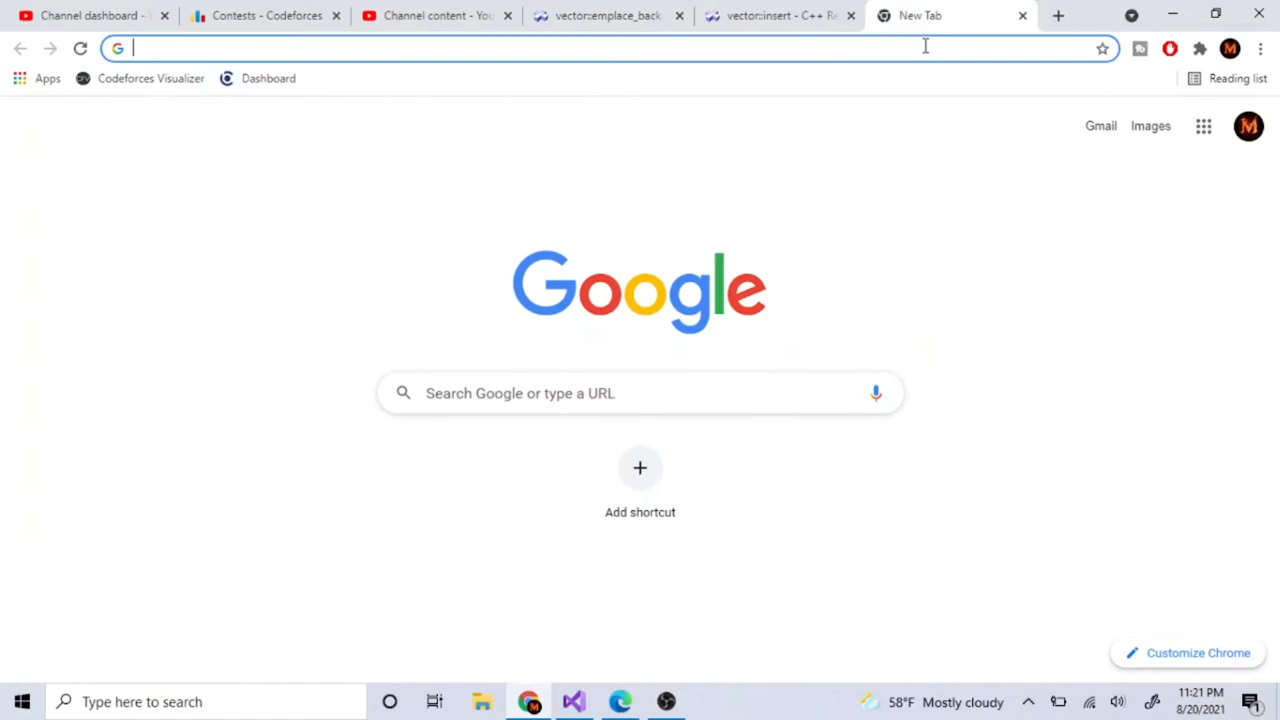 Channel dashboard -
Contests - Codeforces
Channel content - You
vector::emplace_back -
vector::insert - C++ Re
New Tab
Apps
Codeforces Visualizer
Dashboard
Reading list
Gmail
Images
M
Google
Search Google or type a URL
Add shortcut
Customize Chrome
Type here to search
58°F Mostly cloudy
11:21 PM
8/20/2021
1